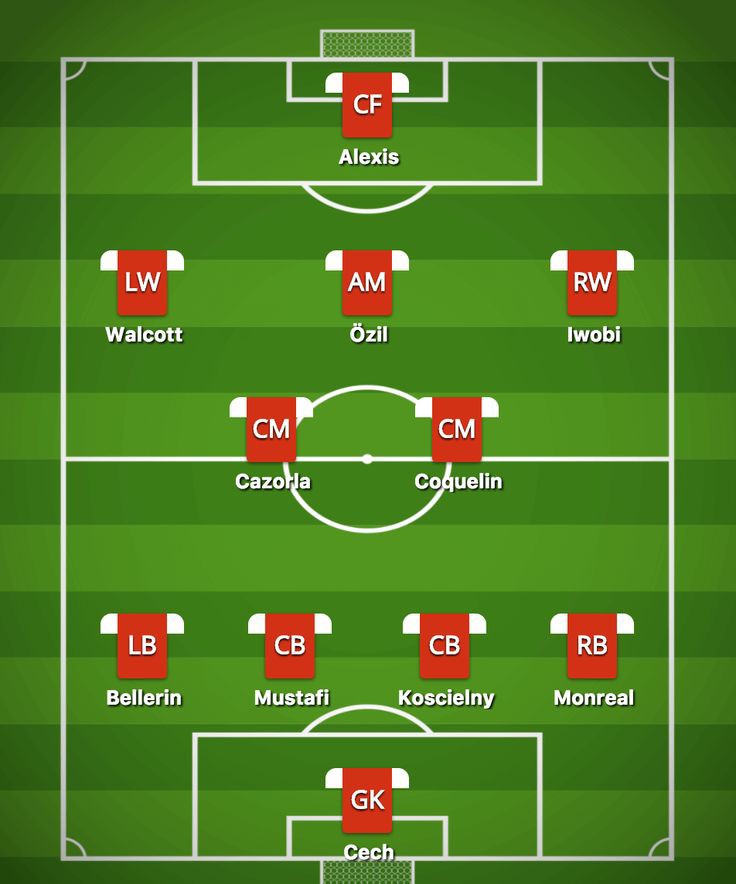 CF
Alexis
LW AM RW
Walcott Özil Iwobi
CM CM
Cazorla Coquelin
LB CB CB RB
Bellerin Mustafi Koscielny Monreal
GK
Cech